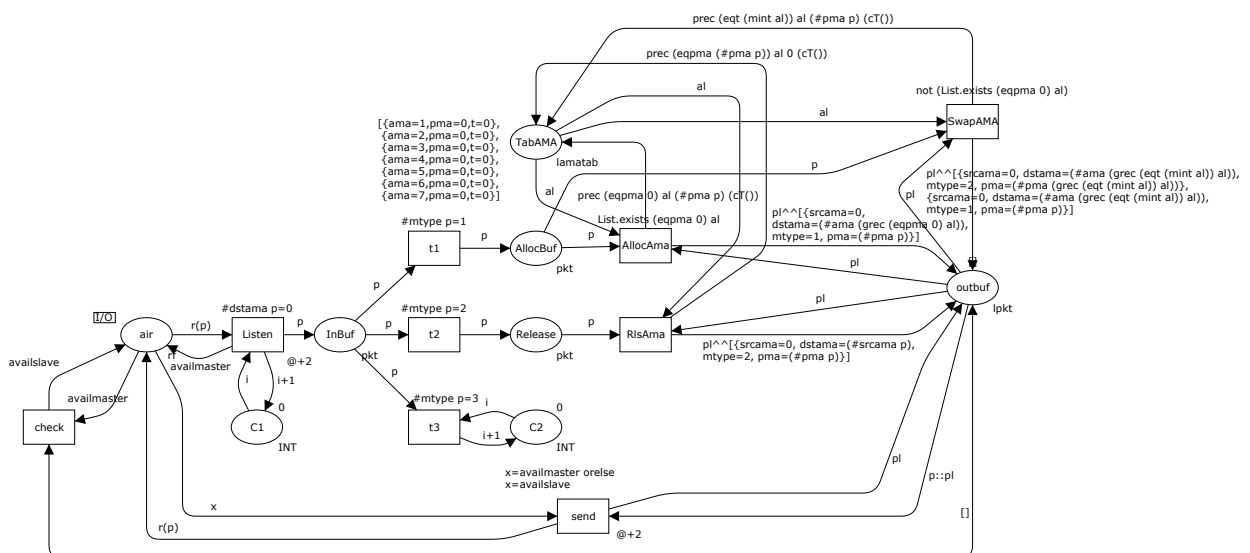 prec (eqt (mint al)) al (#pma p) (cT())
prec (eqpma (#pma p)) al 0 (cT())
al
not (List.exists (eqpma 0) al)
[{ama=1,pma=0,t=0},
{ama=2,pma=0,t=0},
{ama=3,pma=0,t=0},
{ama=4,pma=0,t=0},
{ama=5,pma=0,t=0},
{ama=6,pma=0,t=0},
{ama=7,pma=0,t=0}]
TabAMA
lamatab
al
SwapAMA
p
al
prec (eqpma 0) al (#pma p) (cT())
pl
pl^^[{srcama=0, dstama=(#ama (grec (eqt (mint al)) al)),
mtype=2, pma=(#pma (grec (eqt (mint al)) al))},
{srcama=0, dstama=(#ama (grec (eqt (mint al)) al)),
mtype=1, pma=(#pma p)}]
#mtype p=1
t1
p
AllocBuf
pkt
p
List.exists (eqpma 0) al
AllocAma
pl^^[{srcama=0,
dstama=(#ama (grec (eqpma 0) al)),
mtype=1, pma=(#pma p)}]
pl
[]
outbuf
lpkt
p
I/O
air
r(p)
#dstama p=0
Listen
@+2
p
InBuf
pkt
p
#mtype p=2
t2
p
Release
pkt
p
RlsAma
pl
pl^^[{srcama=0, dstama=(#srcama p),
mtype=2, pma=(#pma p)}]
rf
availmaster
availslave
availmaster
check
i
i+1
0
C1
INT
p
#mtype p=3
t3
i
i+1
0
C2
INT
x=availmaster orelse
x=availslave
send
@+2
x
r(p)
pl
p::pl
[]